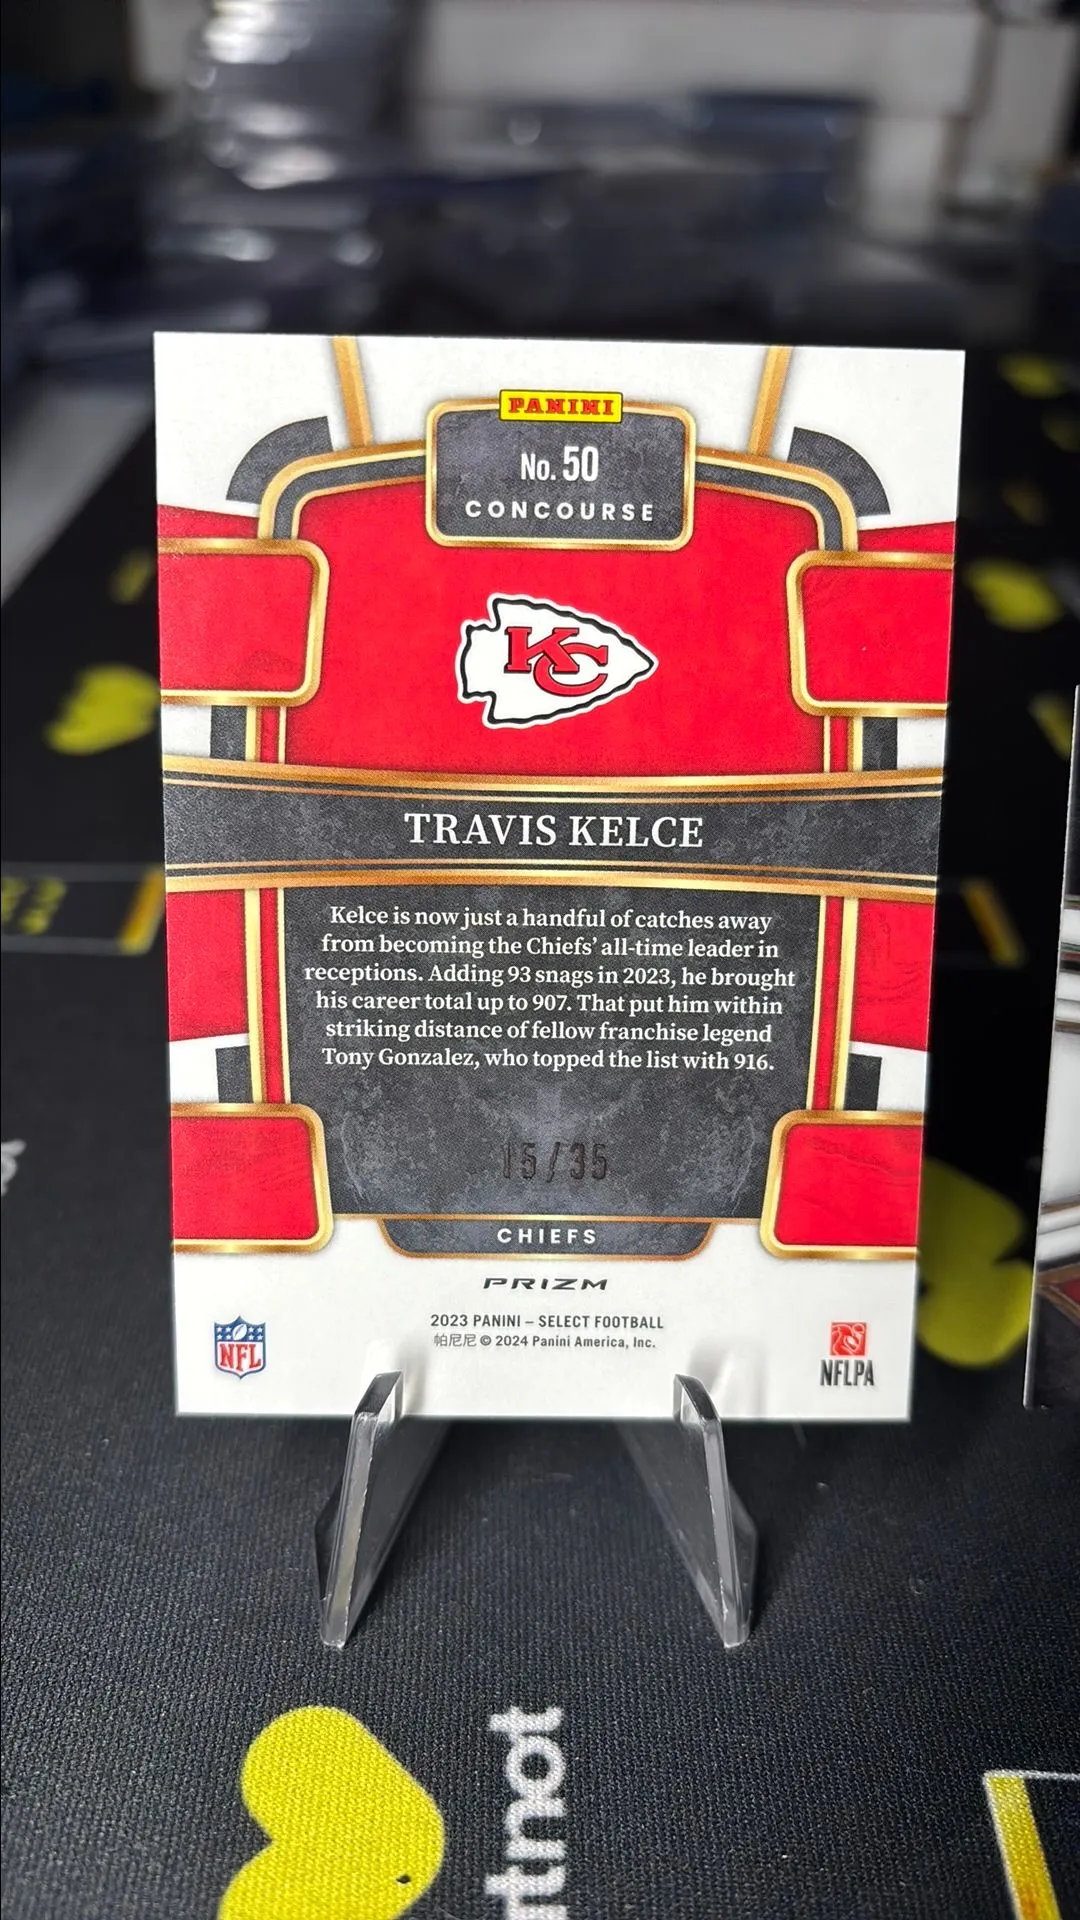 PANINI
No. 50
CONCOURSE
KC
TRAVIS KELCE
Kelce is now just a handful of catches away
from becoming the Chiefs' all-time leader in
receptions. Adding 93 snags in 2023, he brought
his career total up to 907. That put him within
striking distance of fellow franchise legend
Tony Gonzalez, who topped the list with 916.
15/35
CHIEFS
PRIZM
2023 PANINI – SELECT FOOTBALL
帕尼尼 © 2024 Panini America, Inc.
NFL
NFLPA